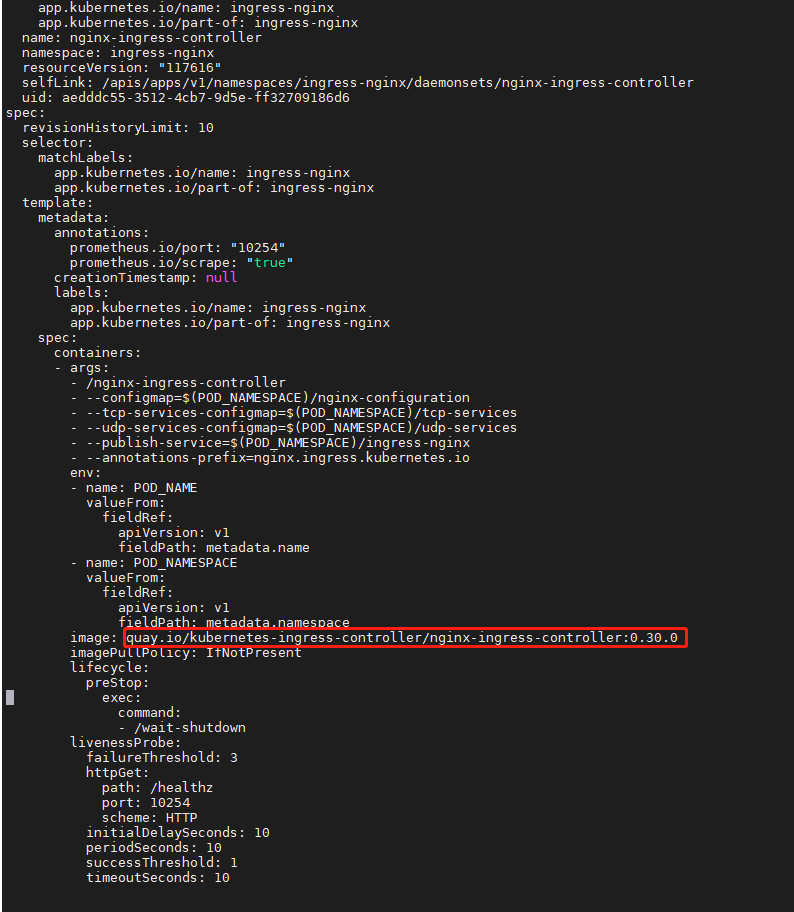 app.kubernetes.io/name: ingress-nginx
app.kubernetes.io/part-of: ingress-nginx
name: nginx-ingress-controller
namespace: ingress-nginx
resourceVersion: "117616"
selfLink: /apis/apps/v1/namespaces/ingress-nginx/daemonsets/nginx-ingress-controller
uid: aedddc55-3512-4cb7-9d5e-ff32709186d6
spec:
revisionHistoryLimit: 10
selector:
matchLabels:
app.kubernetes.io/name: ingress-nginx
app.kubernetes.io/part-of: ingress-nginx
template:
metadata:
annotations:
prometheus.io/port: "10254"
prometheus.io/scrape: "true"
creationTimestamp: null
labels:
app.kubernetes.io/name: ingress-nginx
app.kubernetes.io/part-of: ingress-nginx
spec:
containers:
- args:
- /nginx-ingress-controller
- --configmap=$(POD_NAMESPACE)/nginx-configuration
- --tcp-services-configmap=$(POD_NAMESPACE)/tcp-services
- --udp-services-configmap=$(POD_NAMESPACE)/udp-services
- --publish-service=$(POD_NAMESPACE)/ingress-nginx
- --annotations-prefix=nginx.ingress.kubernetes.io
env:
- name: POD_NAME
valueFrom:
fieldRef:
apiVersion: v1
fieldPath: metadata.name
- name: POD_NAMESPACE
valueFrom:
fieldRef:
apiVersion: v1
fieldPath: metadata.namespace
image: quay.io/kubernetes-ingress-controller/nginx-ingress-controller:0.30.0
imagePullPolicy: IfNotPresent
lifecycle:
preStop:
exec:
command:
- /wait-shutdown
livenessProbe:
failureThreshold: 3
httpGet:
path: /healthz
port: 10254
scheme: HTTP
initialDelaySeconds: 10
periodSeconds: 10
successThreshold: 1
timeoutSeconds: 10